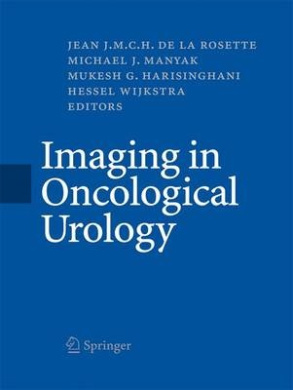 JEAN J.M.C.H. DE LA ROSETTE
MICHAEL J. MANYAK
MUKESH G. HARISINGHANI
HESSEL WIJKSTRA
EDITORS
Imaging in
Oncological
Urology
Springer